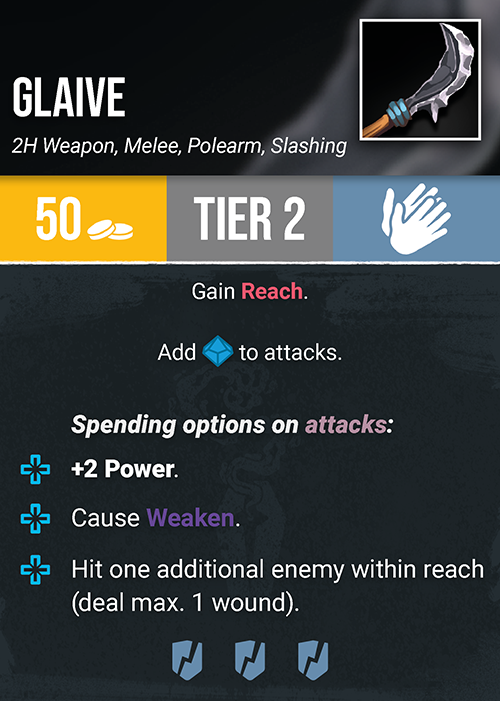 GLAIVE
2H Weapon, Melee, Polearm, Slashing
50
TIER 2
Gain Reach.
Add to attacks.
Spending options on attacks:
+2 Power.
Cause Weaken.
Hit one additional enemy within reach
(deal max. 1 wound).